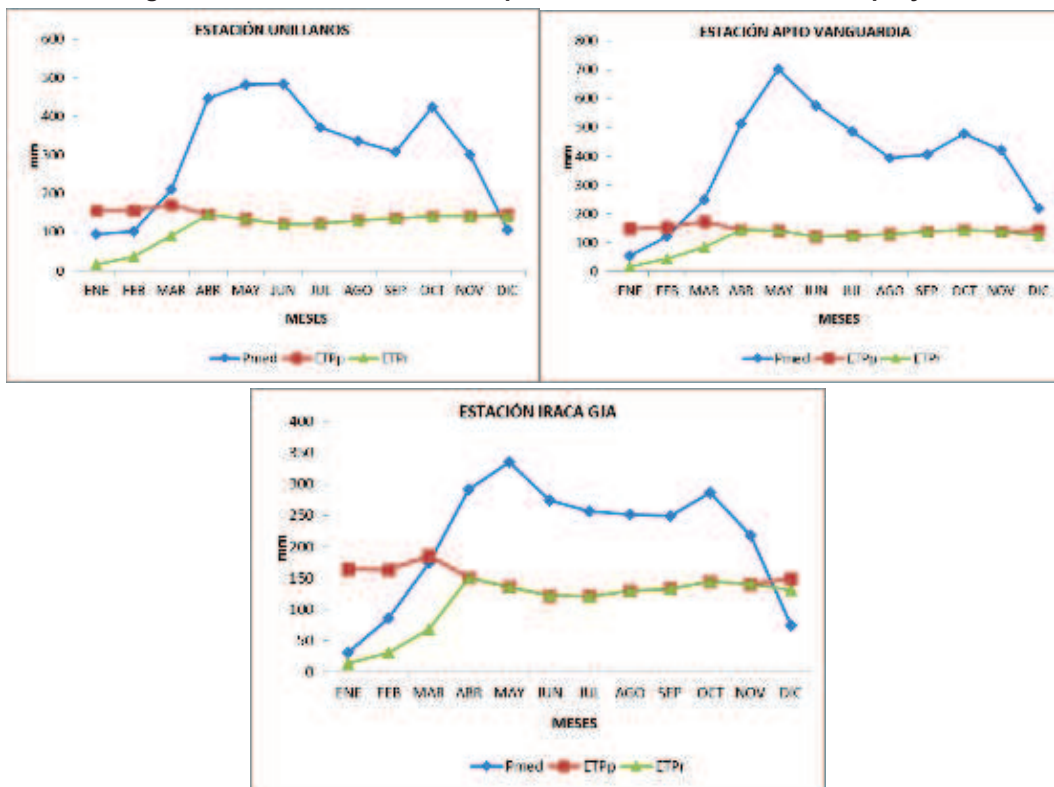 ESTACIÓN UNILLANOS
600
500
400
300
200
100
0
mm
ENE FEB MAR ABR MAY JUN JUL AGO SEP OCT NOV DIC
MESES
Pmed ETPp ETPr
ESTACIÓN APTO VANGUARDIA
800
700
600
500
400
300
200
100
0
mm
ENE FEB MAR ABR MAY JUN JUL AGO SEP OCT NOV DIC
MESES
Pmed ETPp ETPr
ESTACIÓN IRACA GJA
400
350
300
250
200
150
100
50
0
mm
ENE FEB MAR ABR MAY JUN JUL AGO SEP OCT NOV DIC
MESES
Pmed ETPp ETPr